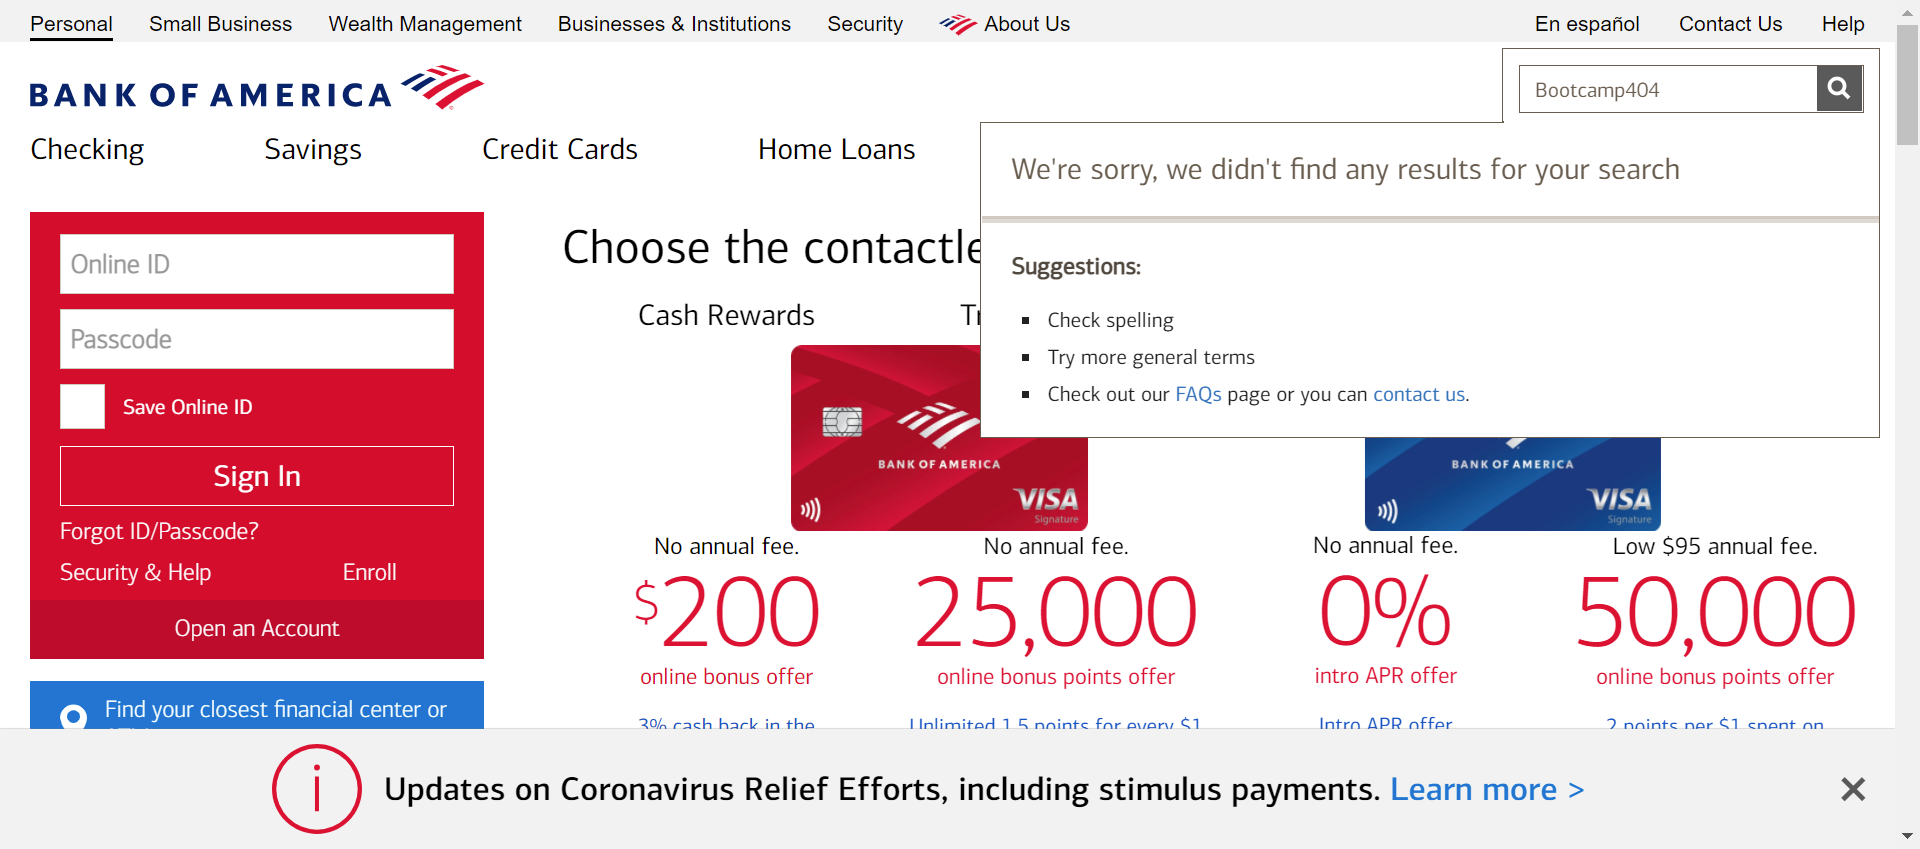 Personal Small Business Wealth Management Businesses & Institutions Security About Us En español Contact Us Help
BANK OF AMERICA
Bootcamp404
Checking Savings Credit Cards Home Loans
We're sorry, we didn't find any results for your search
Suggestions:
Check spelling
Try more general terms
Check out our FAQs page or you can contact us.
Online ID
Passcode
Save Online ID
Sign In
Forgot ID/Passcode?
Security & Help Enroll
Open an Account
Find your closest financial center or
Choose the contactle
Cash Rewards
BANK OF AMERICA
VISA
Signature
BANK OF AMERICA
VISA
Signature
No annual fee. No annual fee. No annual fee. Low $95 annual fee.
$200 25,000 0% 50,000
online bonus offer online bonus points offer intro APR offer online bonus points offer
3% cash back in the Unlimited 1.5 points for every $1 Intro APR offer 2 points per $1 spent on
Updates on Coronavirus Relief Efforts, including stimulus payments. Learn more >